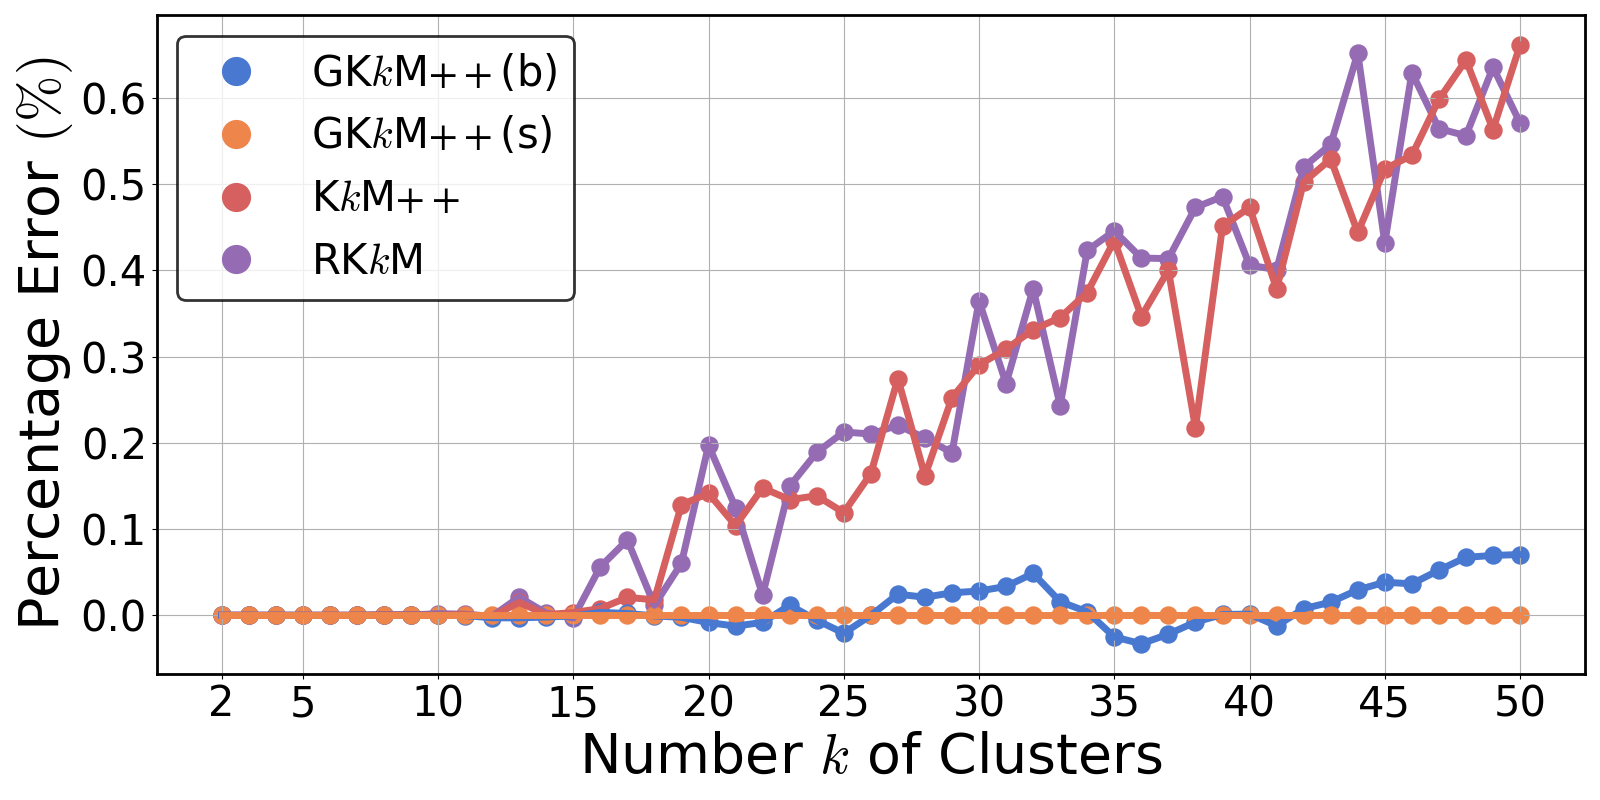 GKkM++(b)
GKkM++(s)
KkM++
RKkM
Percentage Error (%)
0.6
0.5
0.4
0.3
0.2
0.1
0.0
2 5 10 15 20 25 30 35 40 45 50
Number k of Clusters